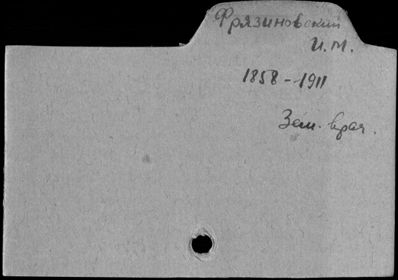 Фрязиновский
И.М.
1858-1911
Зем. врач.